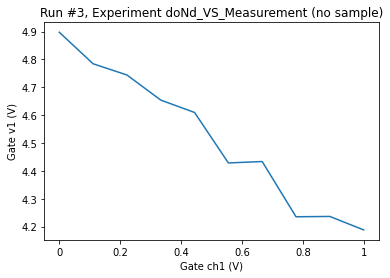 Run #3, Experiment doNd_VS_Measurement (no sample)
4.9
4.8
4.7
4.6
4.5
4.4
4.3
4.2
Gate v1 (V)
0 0.2 0.4 0.6 0.8 1
Gate ch1 (V)